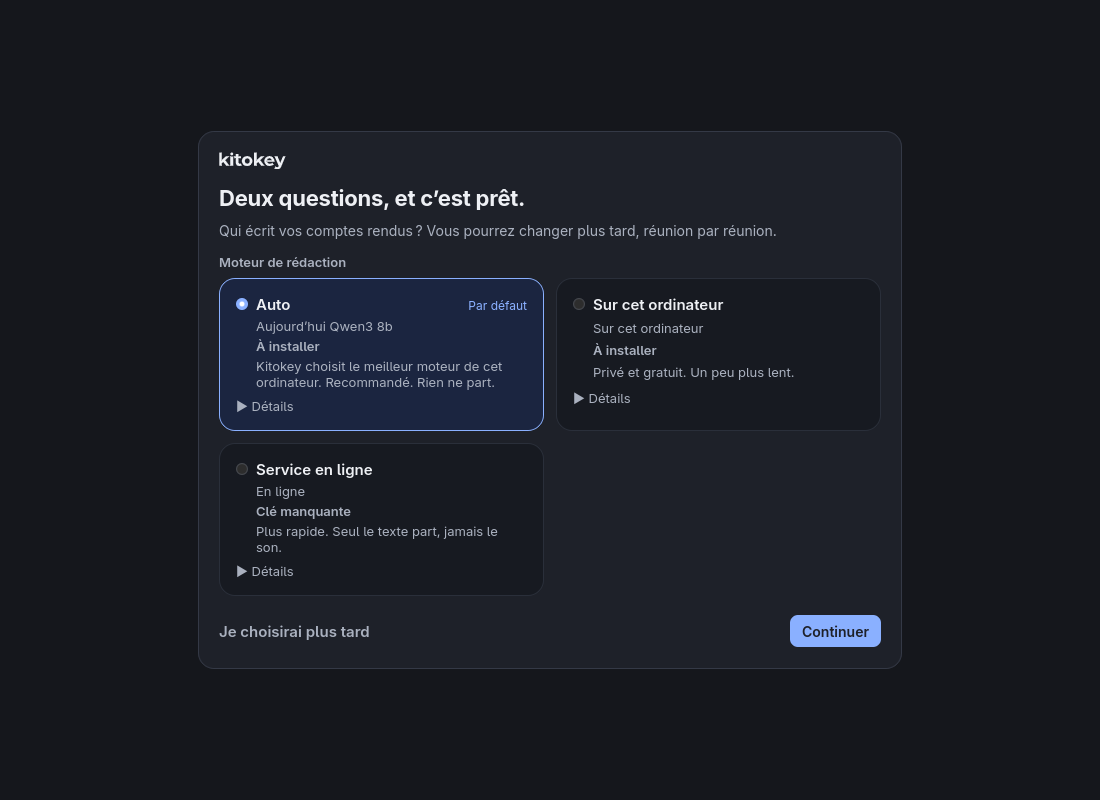 kitokey
Deux questions, et c’est prêt.
Qui écrit vos comptes rendus ? Vous pourrez changer plus tard, réunion par réunion.
Moteur de rédaction
Auto
Par défaut
Aujourd’hui Qwen3 8b
À installer
Kitokey choisit le meilleur moteur de cet
ordinateur. Recommandé. Rien ne part.
▶ Détails
Sur cet ordinateur
Sur cet ordinateur
À installer
Privé et gratuit. Un peu plus lent.
▶ Détails
Service en ligne
En ligne
Clé manquante
Plus rapide. Seul le texte part, jamais le
son.
▶ Détails
Je choisirai plus tard
Continuer